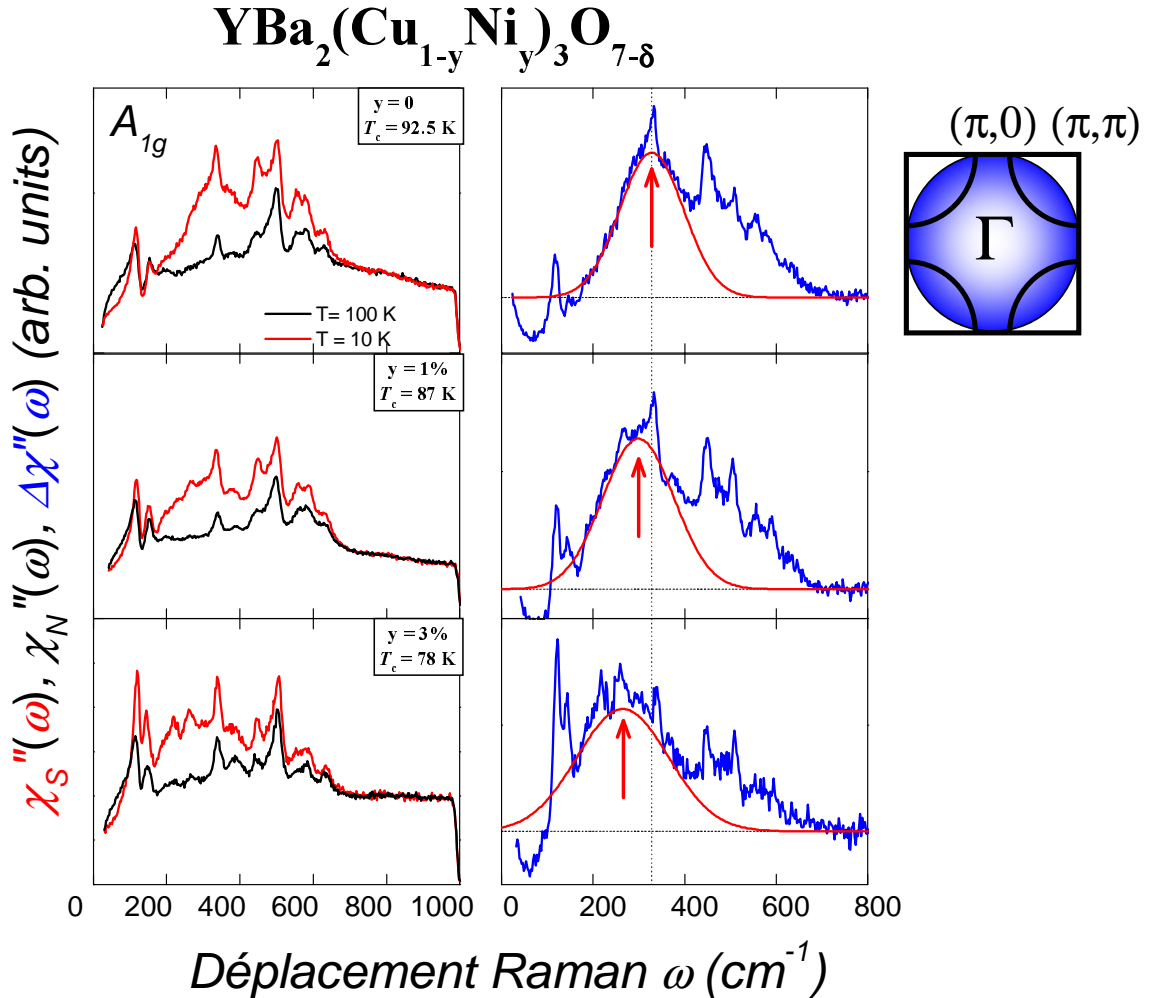 YBa₂(Cu₁₋yNiy)₃O₇₋δ
A₁g
y = 0
Tc = 92.5 K
T= 100 K
T = 10 K
y = 1%
Tc = 87 K
y = 3%
Tc = 78 K
(π,0) (π,π)
Γ
χS"(ω), χN"(ω), Δχ"(ω) (arb. units)
0 200 400 600 800 1000
0 200 400 600 800
Déplacement Raman ω (cm⁻¹)